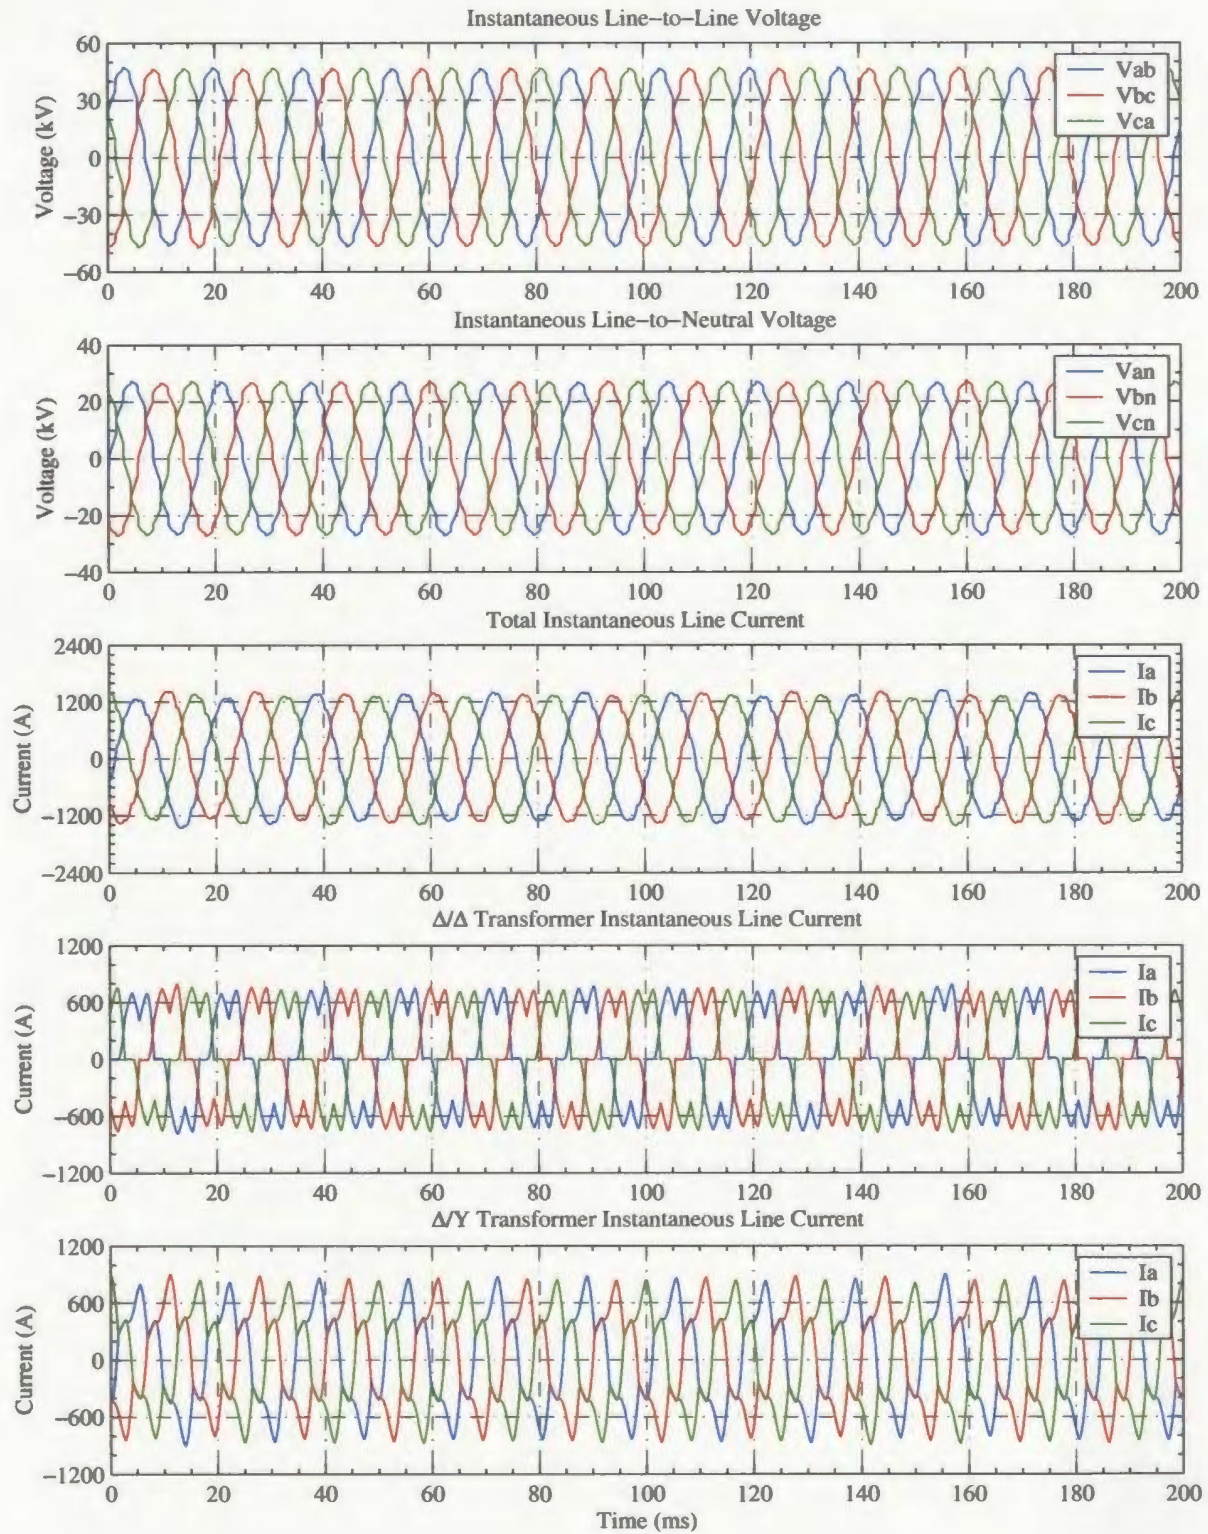 Instantaneous Line−to−Line Voltage
60
30
0
−30
−60
Voltage (kV)
Vab
Vbc
Vca
0 20 40 60 80 100 120 140 160 180 200
Instantaneous Line−to−Neutral Voltage
40
20
0
−20
−40
Voltage (kV)
Van
Vbn
Vcn
0 20 40 60 80 100 120 140 160 180 200
Total Instantaneous Line Current
2400
1200
0
−1200
−2400
Current (A)
Ia
Ib
Ic
0 20 40 60 80 100 120 140 160 180 200
Δ/Δ Transformer Instantaneous Line Current
1200
600
0
−600
−1200
Current (A)
Ia
Ib
Ic
0 20 40 60 80 100 120 140 160 180 200
Δ/Y Transformer Instantaneous Line Current
1200
600
0
−600
−1200
Current (A)
Ia
Ib
Ic
0 20 40 60 80 100 120 140 160 180 200
Time (ms)